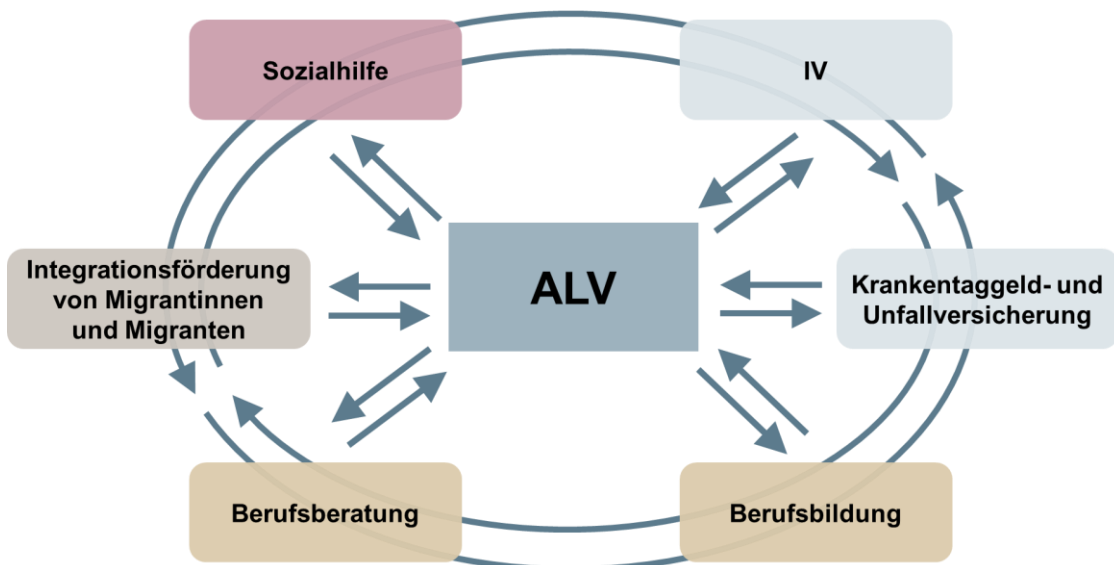 Sozialhilfe
IV
Integrationsförderung
von Migrantinnen
und Migranten
ALV
Krankentaggeld- und
Unfallversicherung
Berufsberatung
Berufsbildung